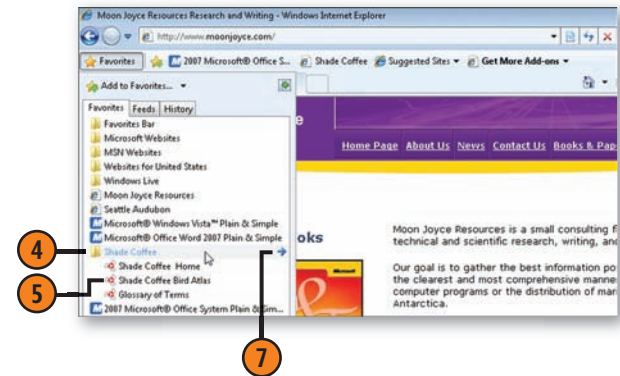 Moon Joyce Resources Research and Writing - Windows Internet Explorer
http://www.moonjoyce.com/
Favorites 2007 Microsoft® Office S... Shade Coffee Suggested Sites Get More Add-ons
Add to Favorites...
Favorites Feeds History
Favorites Bar
Microsoft Websites
MSN Websites
Websites for United States
Windows Live
Moon Joyce Resources
Seattle Audubon
Microsoft® Windows Vista™ Plain & Simple
Microsoft® Office Word 2007 Plain & Simple
4 Shade Coffee
Shade Coffee Home
5 Shade Coffee Bird Atlas
Glossary of Terms
2007 Microsoft® Office System Plain & Sim...
7
e
Home Page About Us News Contact Us Books & Pap
oks
Microsoft
Moon Joyce Resources is a small consulting f
technical and scientific research, writing, and
Our goal is to gather the best information po
the clearest and most comprehensive manne
computer programs or the distribution of mar
Antarctica.